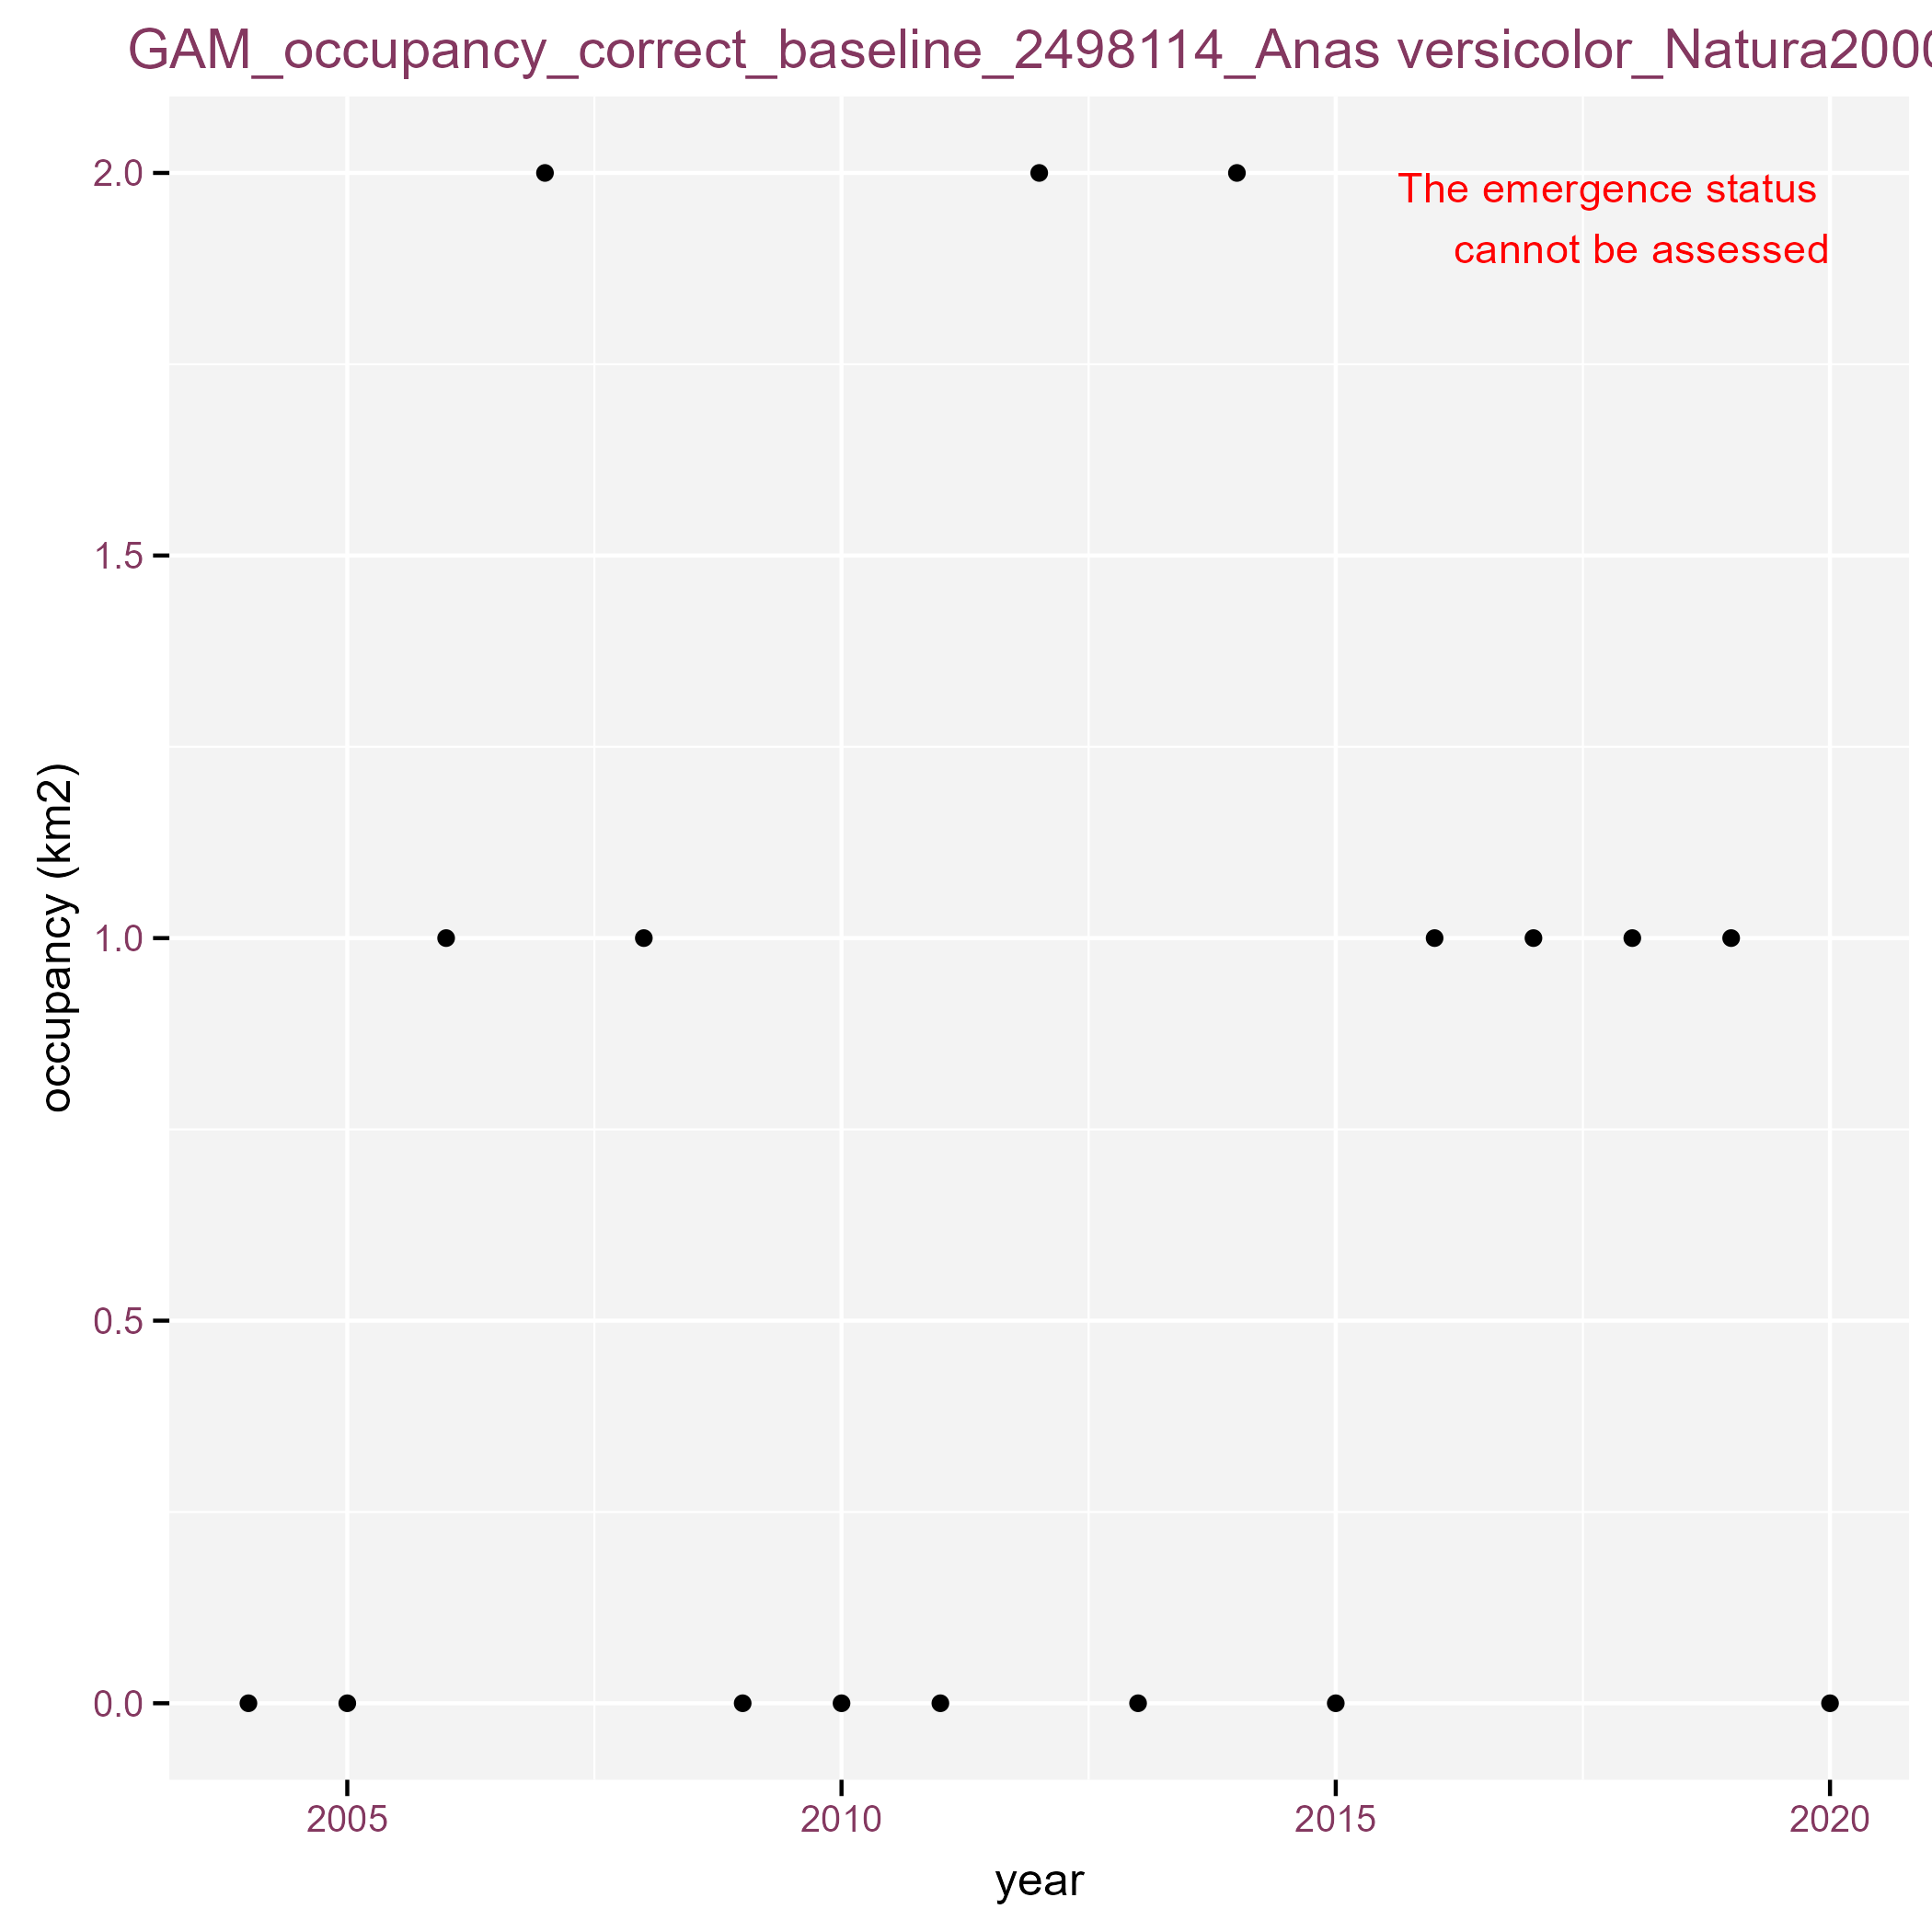 GAM_occupancy_correct_baseline_2498114_Anas versicolor_Natura2000
The emergence status
cannot be assessed
occupancy (km2)
2.0
1.5
1.0
0.5
0.0
2005 2010 2015 2020
year